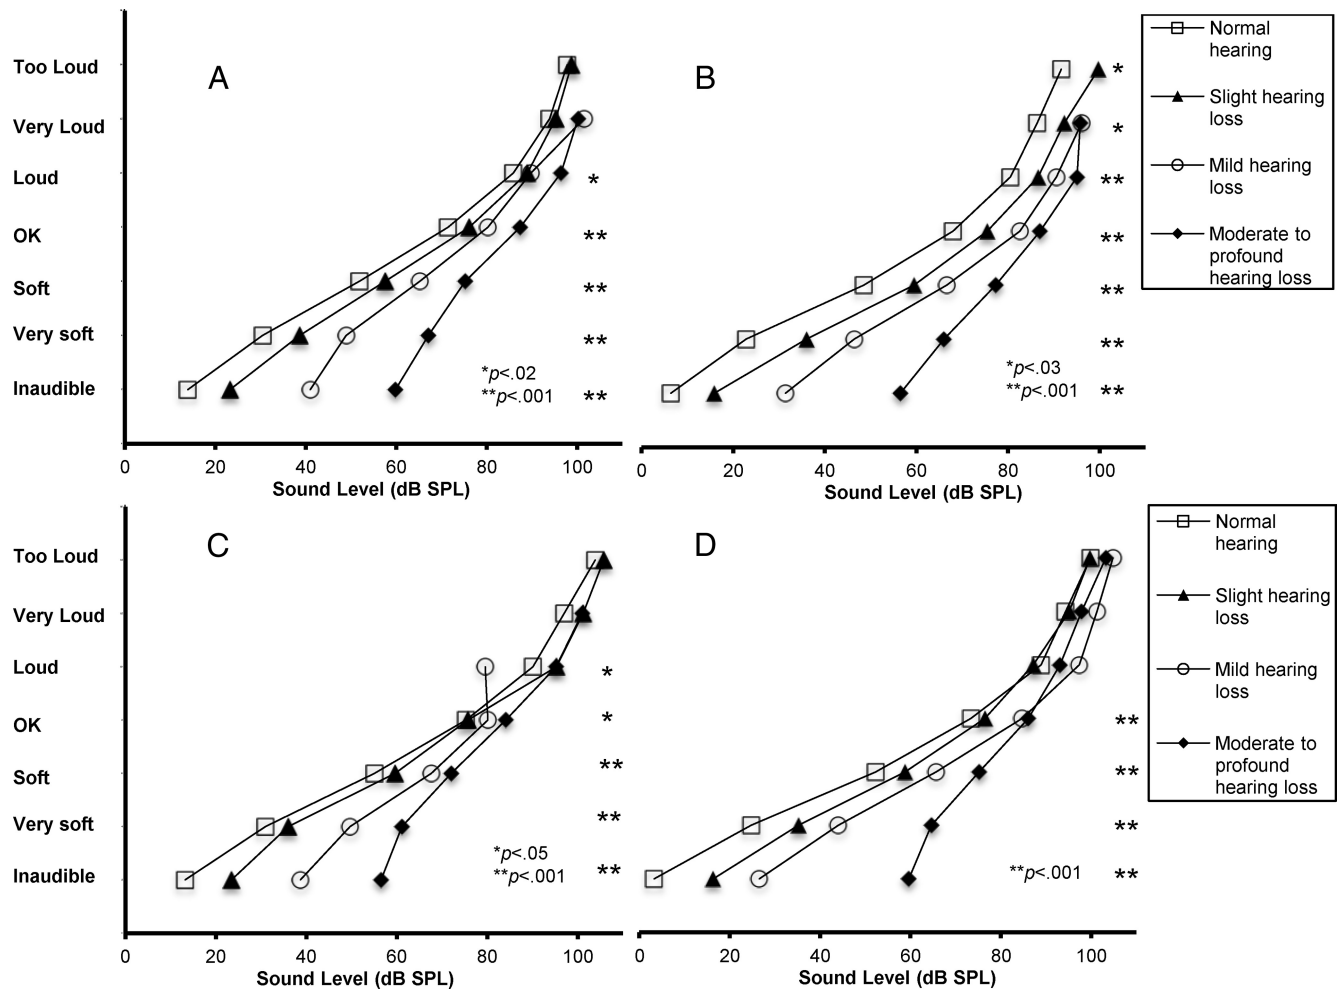 A
Too Loud
Very Loud
Loud
*
OK
**
Soft
**
Very soft
**
Inaudible
**
*p<.02
**p<.001
0 20 40 60 80 100
Sound Level (dB SPL)
B
*
*
**
**
**
**
**
*p<.03
**p<.001
0 20 40 60 80 100
Sound Level (dB SPL)
Normal
hearing
Slight hearing
loss
Mild hearing
loss
Moderate to
profound
hearing loss
C
Too Loud
Very Loud
Loud
*
OK
*
Soft
**
Very soft
**
Inaudible
**
*p<.05
**p<.001
0 20 40 60 80 100
Sound Level (dB SPL)
D
**
**
**
**
**p<.001
0 20 40 60 80 100
Sound Level (dB SPL)
Normal
hearing
Slight hearing
loss
Mild hearing
loss
Moderate to
profound
hearing loss